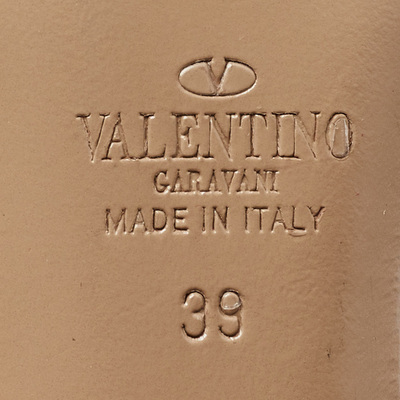 V
VALENTINO
GARAVANI
MADE IN ITALY
39